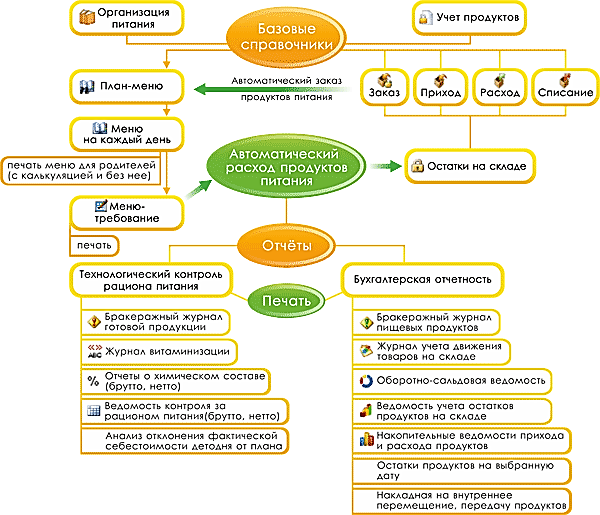 Организация
питания
Базовые
справочники
Учет продуктов
План-меню
Автоматический заказ
продуктов питания
Заказ
Приход
Расход
Списание
Меню
на каждый день
печать меню для родителей
(с калькуляцией и без нее)
Автоматический
расход продуктов
питания
Остатки на складе
Меню-
требование
печать
Отчёты
Технологический контроль
рациона питания
Бухгалтерская отчетность
Печать
Бракеражный журнал
готовой продукции
Журнал витаминизации
Отчеты о химическом составе
(брутто, нетто)
Ведомость контроля за
рационом питания(брутто, нетто)
Анализ отклонения фактической
себестоимости детодня от плана
Бракеражный журнал
пищевых продуктов
Журнал учета движения
товаров на складе
Оборотно-сальдовая ведомость
Ведомость учета остатков
продуктов на складе
Накопительные ведомости прихода
и расхода продуктов
Остатки продуктов на выбранную
дату
Накладная на внутреннее
перемещение, передачу продуктов